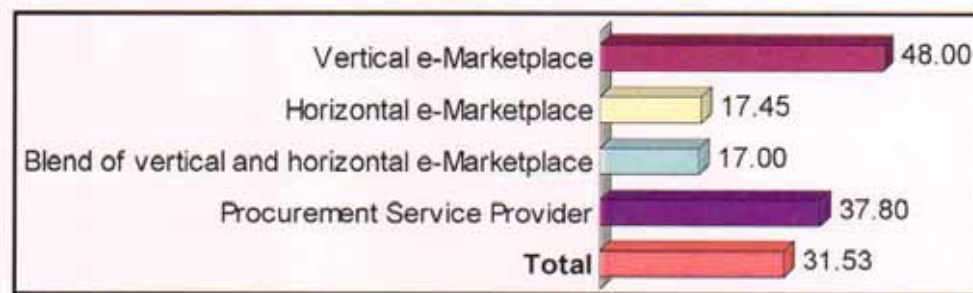 Vertical e-Marketplace 48.00
Horizontal e-Marketplace 17.45
Blend of vertical and horizontal e-Marketplace 17.00
Procurement Service Provider 37.80
Total 31.53